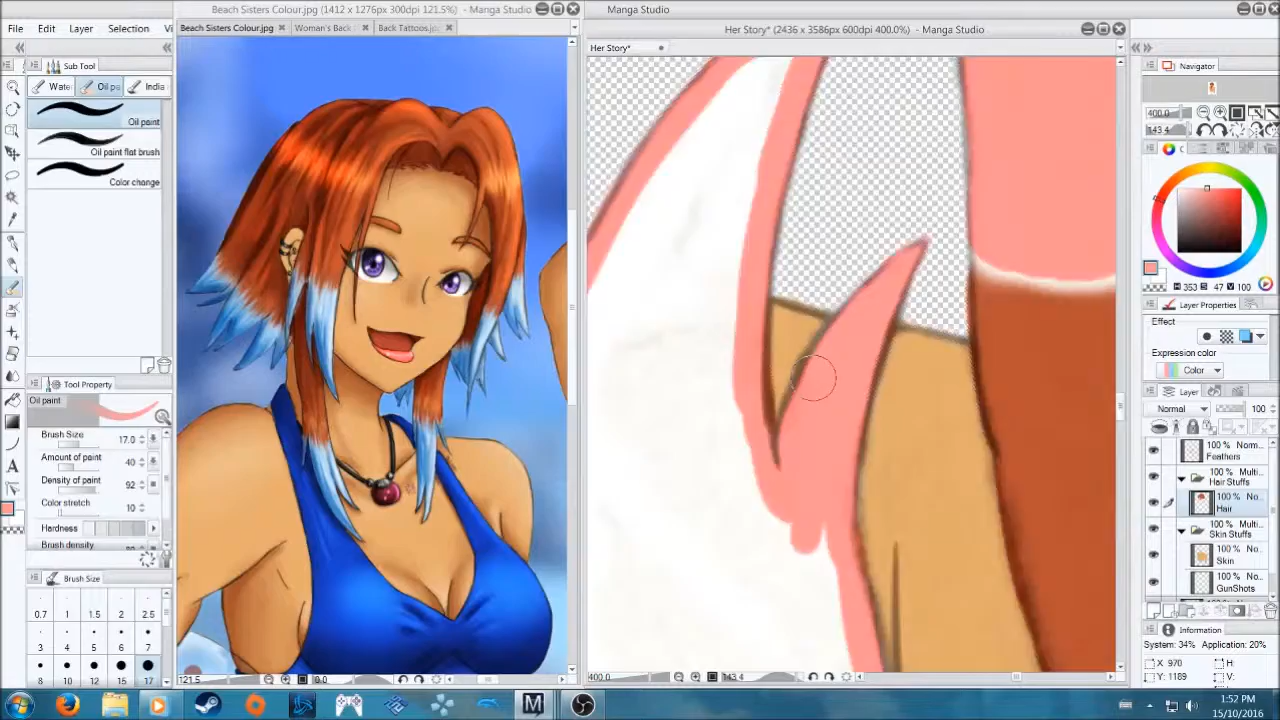 Beach Sisters Colour.jpg (1412 x 1276px 300dpi 121.5%) - Manga Studio
Manga Studio
File Edit Layer Selection
Beach Sisters Colour.jpg Woman's Back Back Tattoos.jpg
Her Story* (2436 x 3586px 600dpi 400.0%) - Manga Studio
Her Story*
Sub Tool
Wate Oil pa India
Oil paint
Oil paint flat brush
Color change
Tool Property
Oil paint
Brush Size 17.0
Amount of paint 40
Density of paint 92
Color stretch 10
Hardness
Brush density
Brush Size
0.7 1 1.5 2 2.5
3 4 5 6 7
8 10 12 15 17
121.5 0.0
400.0 143.4
Navigator
400.0
143.4
H 353 V 47 V 100
Layer Properties
Effect
Expression color
Color
Layer
Normal 100
100 % Norm
Feathers
100 % Multi
Hair Stuffs
100 % No
Hair
100 % Multi
Skin Stuffs
100 % No
Skin
100 % No
GunShots
Information
System: 34% Application: 20%
X 970 H:
Y: 1189 V:
1:52 PM
15/10/2016